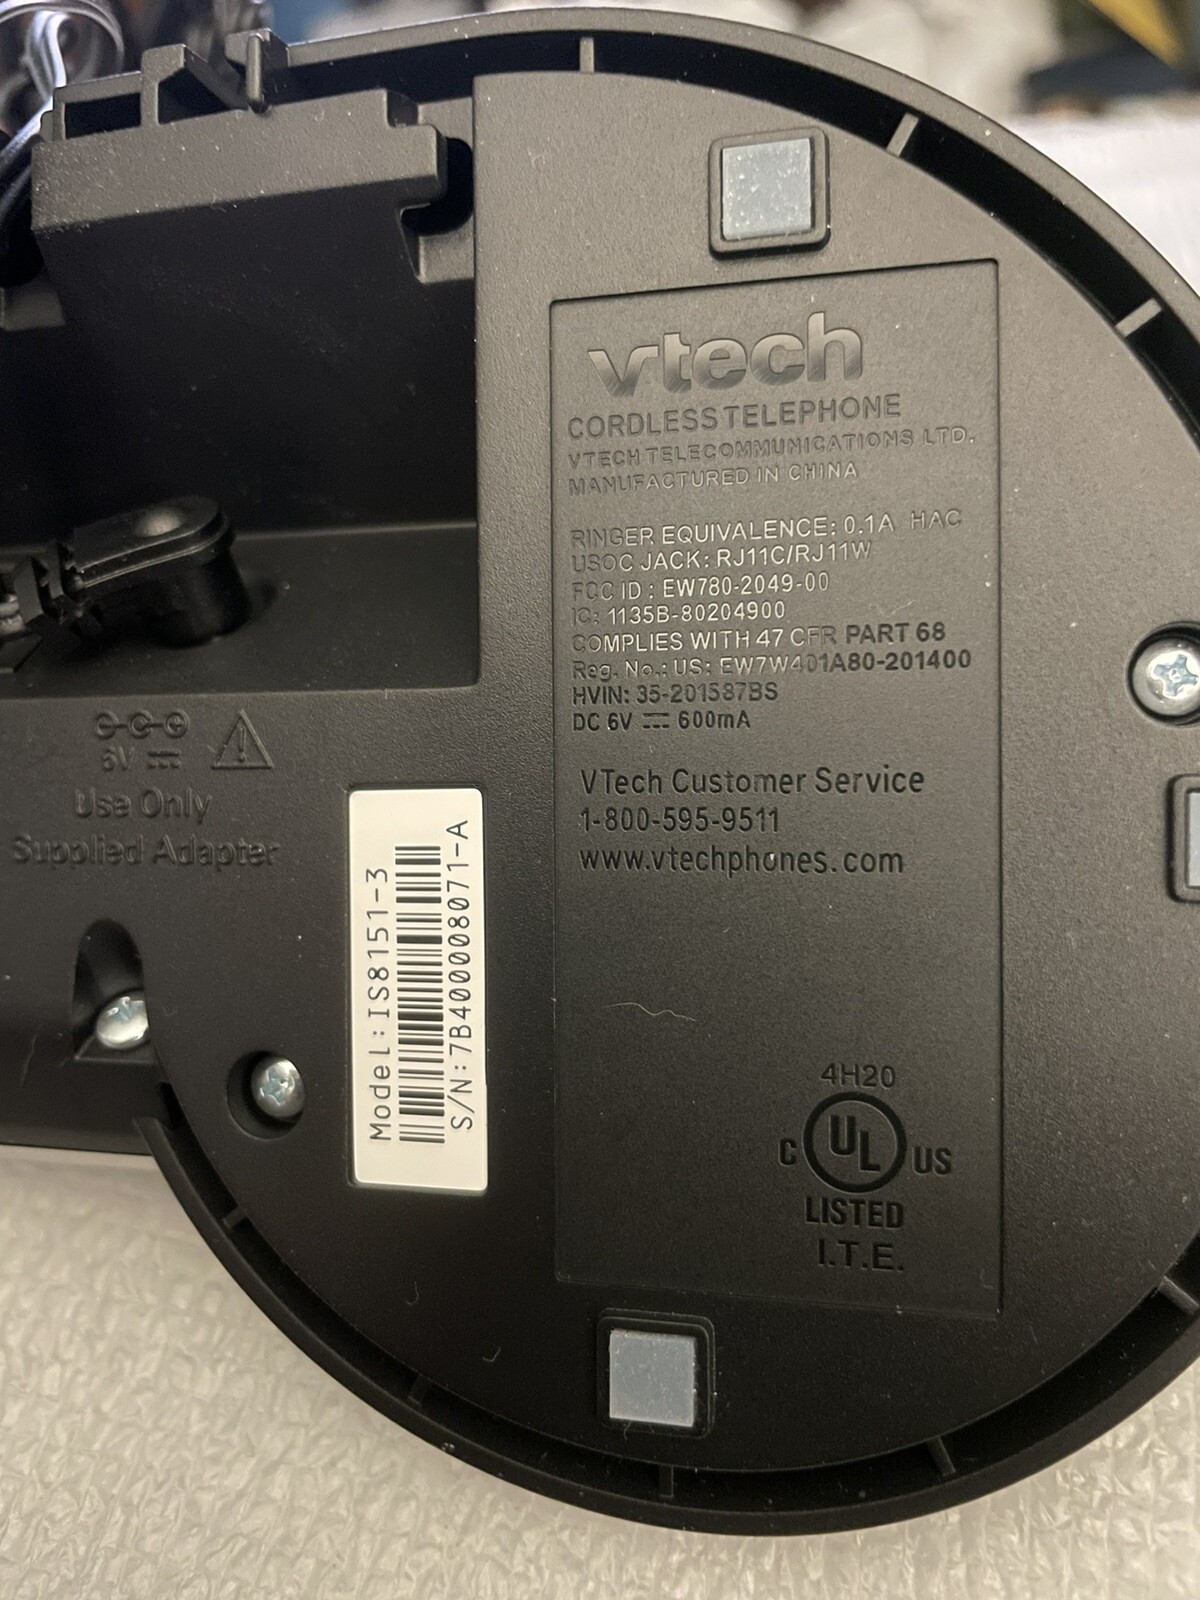 vtech
CORDLESS TELEPHONE
VTECH TELECOMMUNICATIONS LTD.
MANUFACTURED IN CHINA
RINGER EQUIVALENCE: 0.1A HAC
USOC JACK: RJ11C/RJ11W
FCC ID : EW780-2049-00
IC: 1135B-80204900
COMPLIES WITH 47 CFR PART 68
Reg. No.: US: EW7W401A80-201400
HVIN: 35-201587BS
DC 6V ⎓ 600mA
VTech Customer Service
1-800-595-9511
www.vtechphones.com
6V ⎓
Use Only
Supplied Adapter
Model:IS8151-3
S/N:7B400008071-A
4H20
C UL US
LISTED
I.T.E.